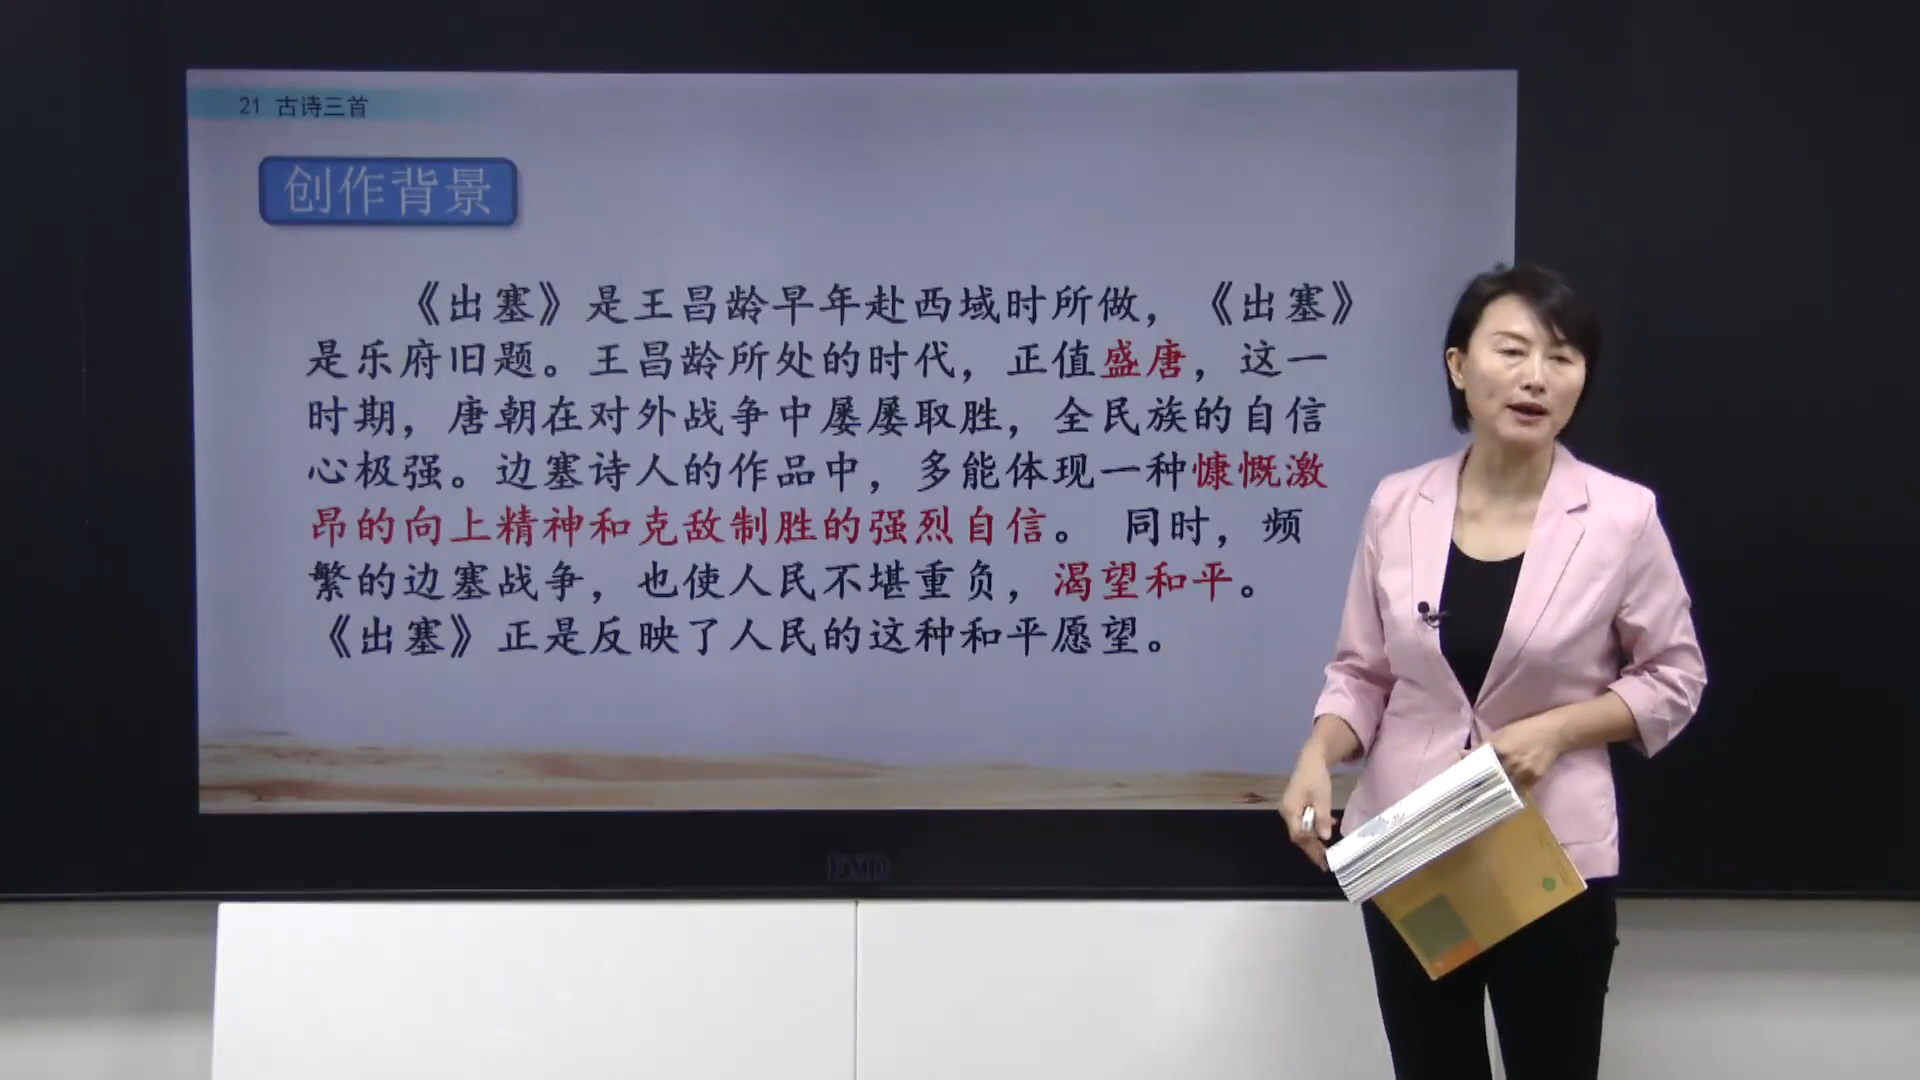 21 古诗三首
创作背景
《出塞》是王昌龄早年赴西域时所做，《出塞》
是乐府旧题。王昌龄所处的时代，正值盛唐，这一
时期，唐朝在对外战争中屡屡取胜，全民族的自信
心极强。边塞诗人的作品中，多能体现一种慷慨激
昂的向上精神和克敌制胜的强烈自信。 同时，频
繁的边塞战争，也使人民不堪重负，渴望和平。
《出塞》正是反映了人民的这种和平愿望。